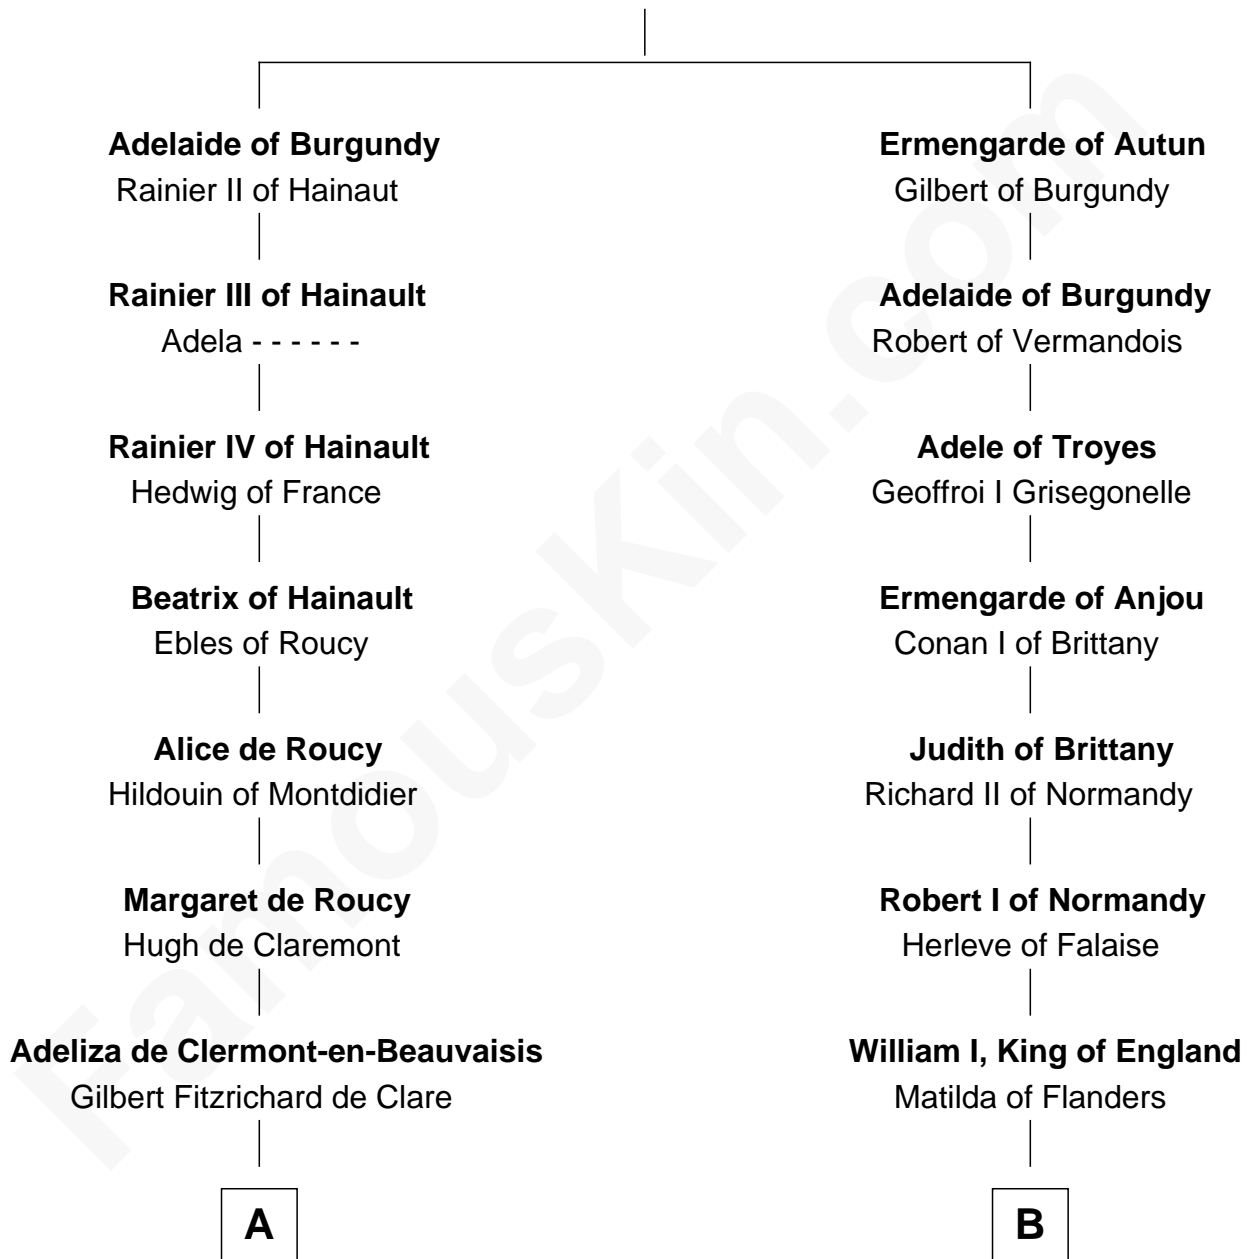 Adelaide of Burgundy
Rainier II of Hainaut
Rainier III of Hainault
Adela - - - - - -
Rainier IV of Hainault
Hedwig of France
Beatrix of Hainault
Ebles of Roucy
Alice de Roucy
Hildouin of Montdidier
Margaret de Roucy
Hugh de Claremont
Adeliza de Clermont-en-Beauvaisis
Gilbert Fitzrichard de Clare
A
Ermengarde of Autun
Gilbert of Burgundy
Adelaide of Burgundy
Robert of Vermandois
Adele of Troyes
Geoffroi I Grisegonelle
Ermengarde of Anjou
Conan I of Brittany
Judith of Brittany
Richard II of Normandy
Robert I of Normandy
Herleve of Falaise
William I, King of England
Matilda of Flanders
B
FamousKin.com